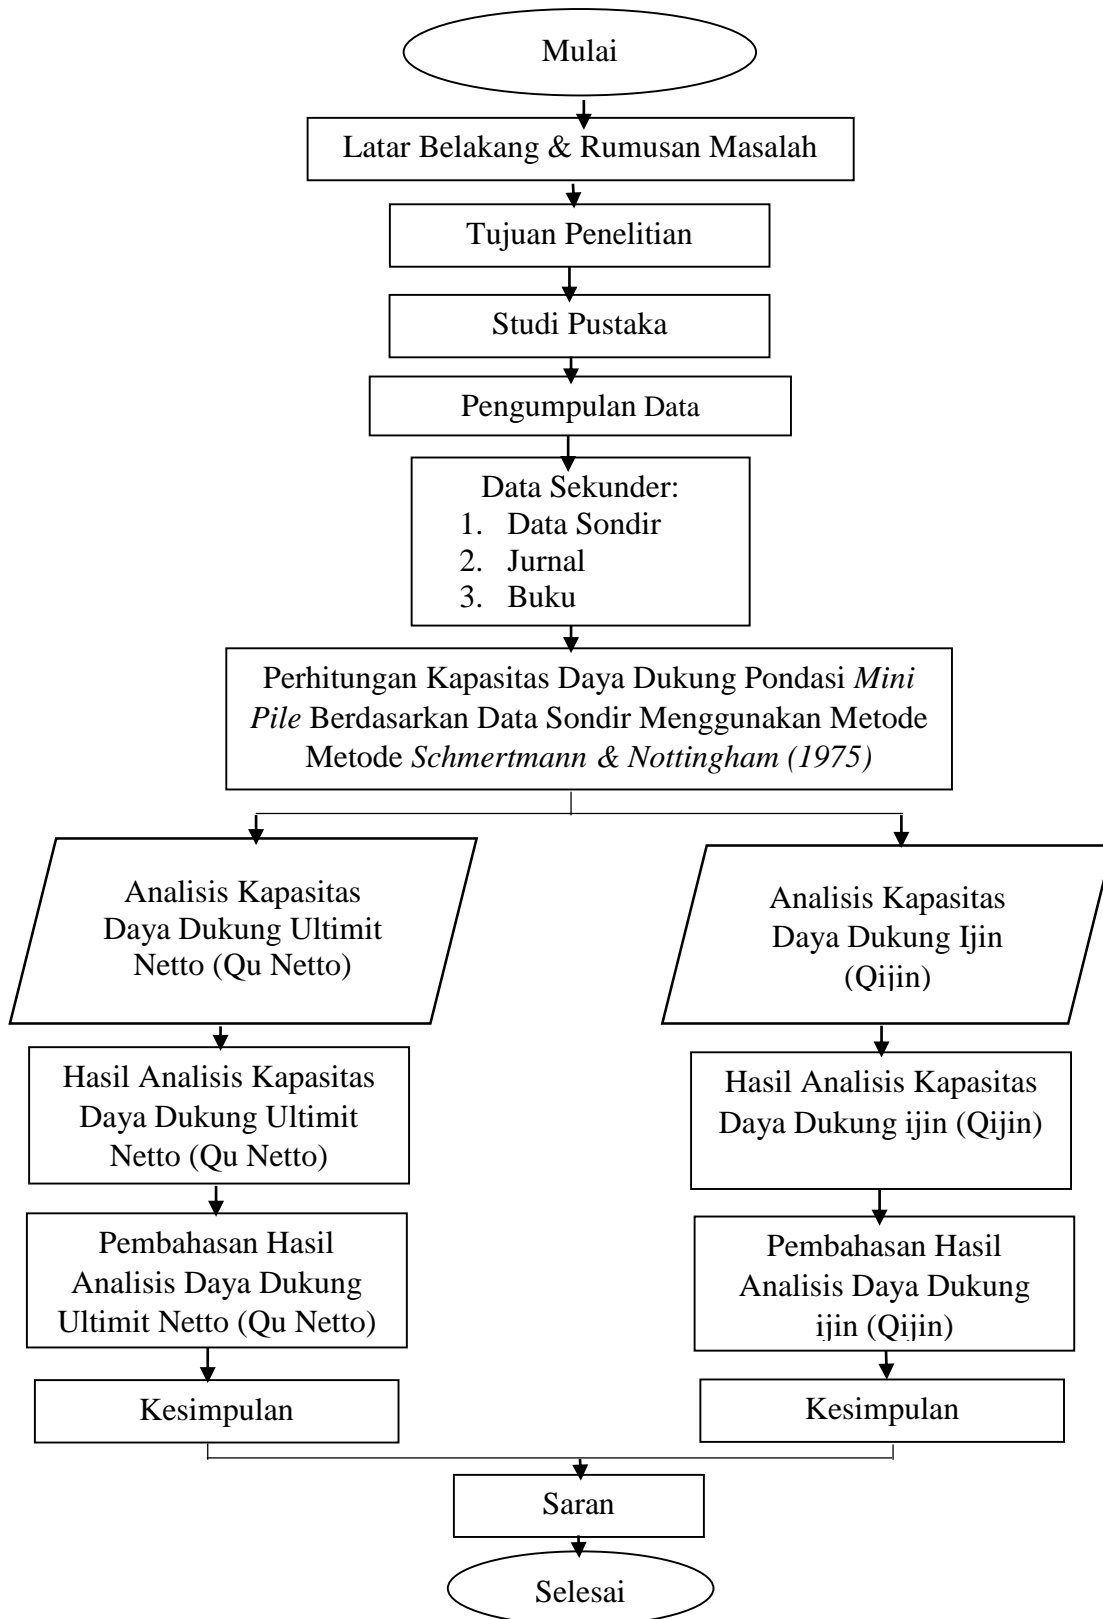 Mulai
Latar Belakang & Rumusan Masalah
Tujuan Penelitian
Studi Pustaka
Pengumpulan Data
Data Sekunder:
1. Data Sondir
2. Jurnal
3. Buku
Perhitungan Kapasitas Daya Dukung Pondasi Mini
Pile Berdasarkan Data Sondir Menggunakan Metode
Metode Schmertmann & Nottingham (1975)
Analisis Kapasitas
Daya Dukung Ultimit
Netto (Qu Netto)
Analisis Kapasitas
Daya Dukung Ijin
(Qijin)
Hasil Analisis Kapasitas
Daya Dukung Ultimit
Netto (Qu Netto)
Hasil Analisis Kapasitas
Daya Dukung ijin (Qijin)
Pembahasan Hasil
Analisis Daya Dukung
Ultimit Netto (Qu Netto)
Pembahasan Hasil
Analisis Daya Dukung
ijin (Qijin)
Kesimpulan
Kesimpulan
Saran
Selesai